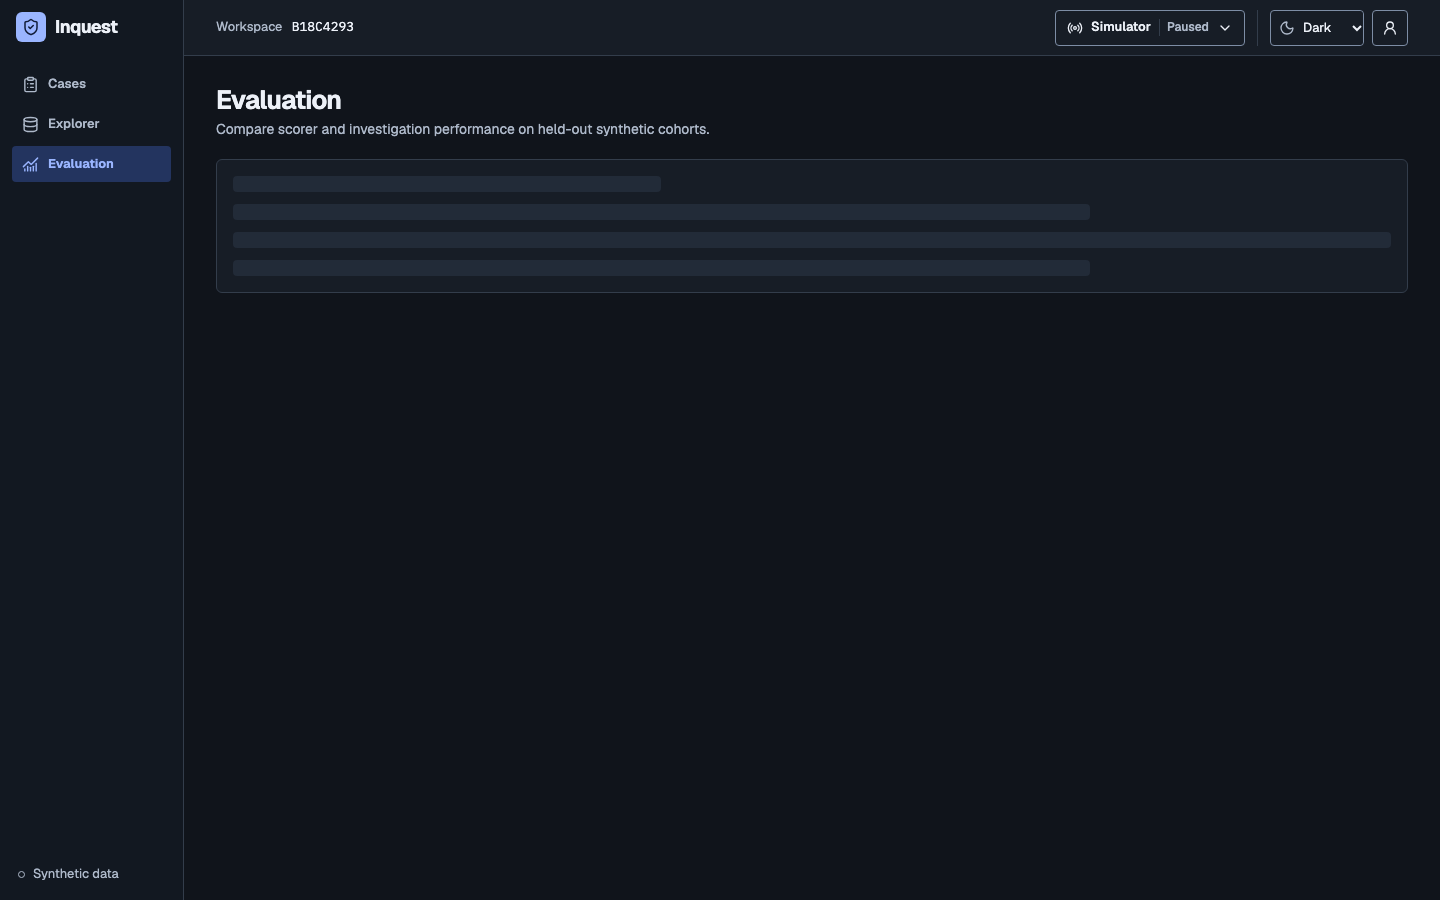 Inquest
Workspace B18C4293
Simulator Paused
Dark
Cases
Explorer
Evaluation
Evaluation
Compare scorer and investigation performance on held-out synthetic cohorts.
Synthetic data